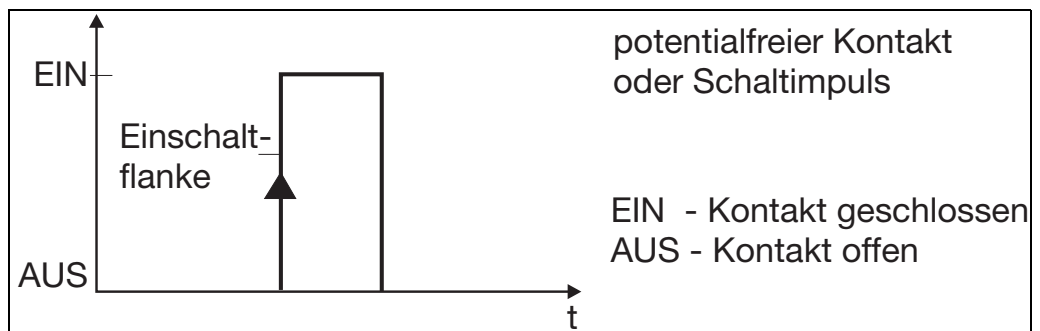 EIN
Einschalt-
flanke
AUS
t
potentialfreier Kontakt
oder Schaltimpuls
EIN - Kontakt geschlossen
AUS - Kontakt offen